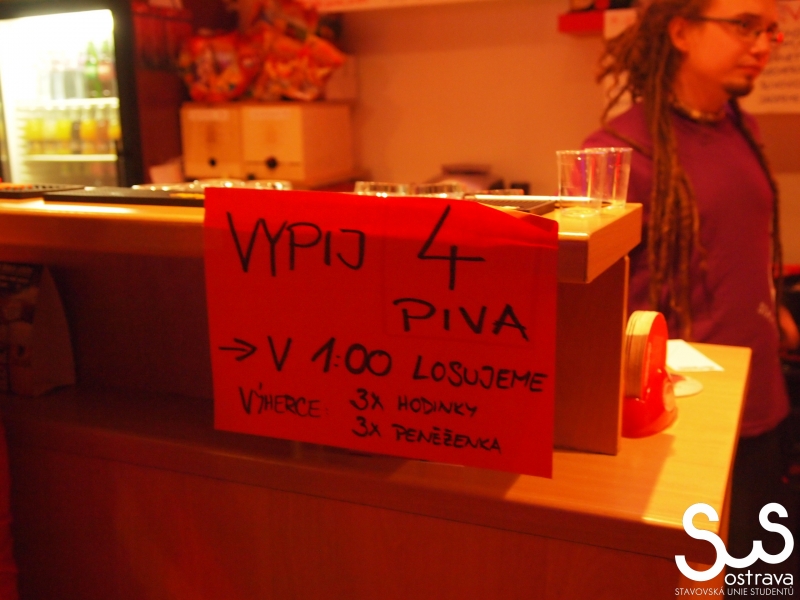 VYPIJ 4
PIVA
→ V 1:00 LOSUJEME
VÝHERCE: 3X HODINKY
3X PENĚŽENKA
SUS
ostrava
STAVOVSKÁ UNIE STUDENTŮ